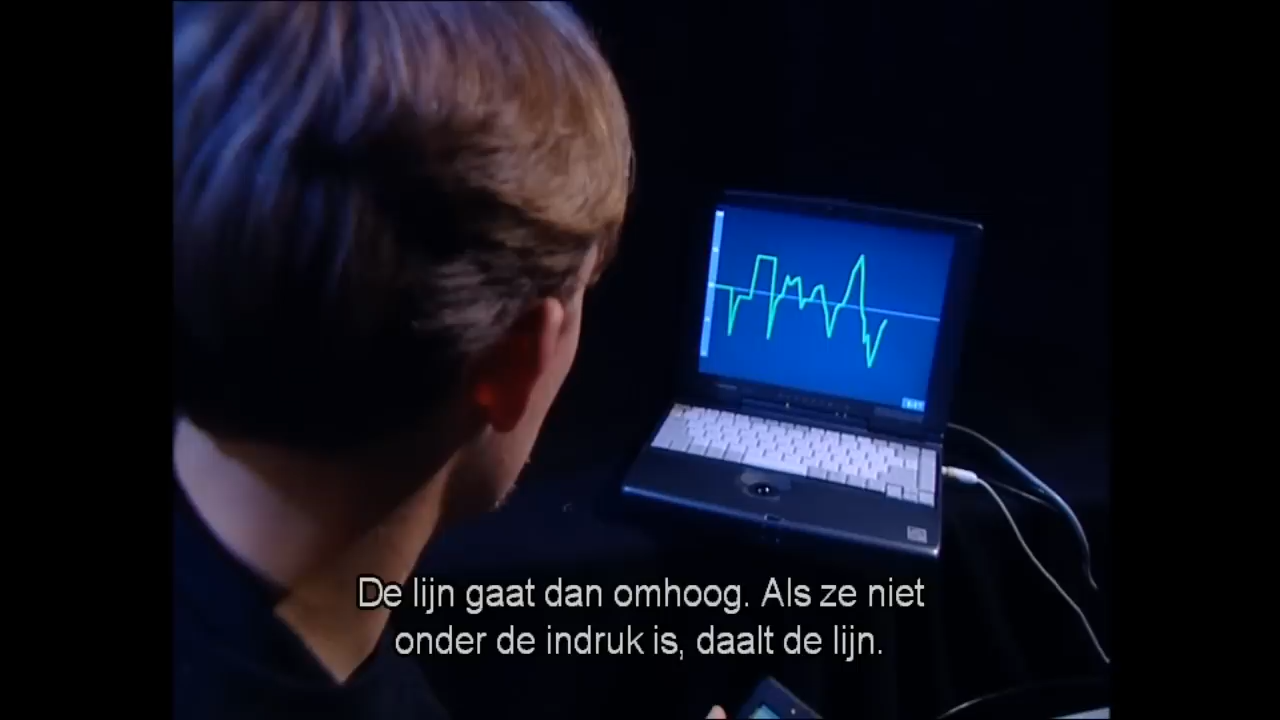 De lijn gaat dan omhoog. Als ze niet
onder de indruk is, daalt de lijn.